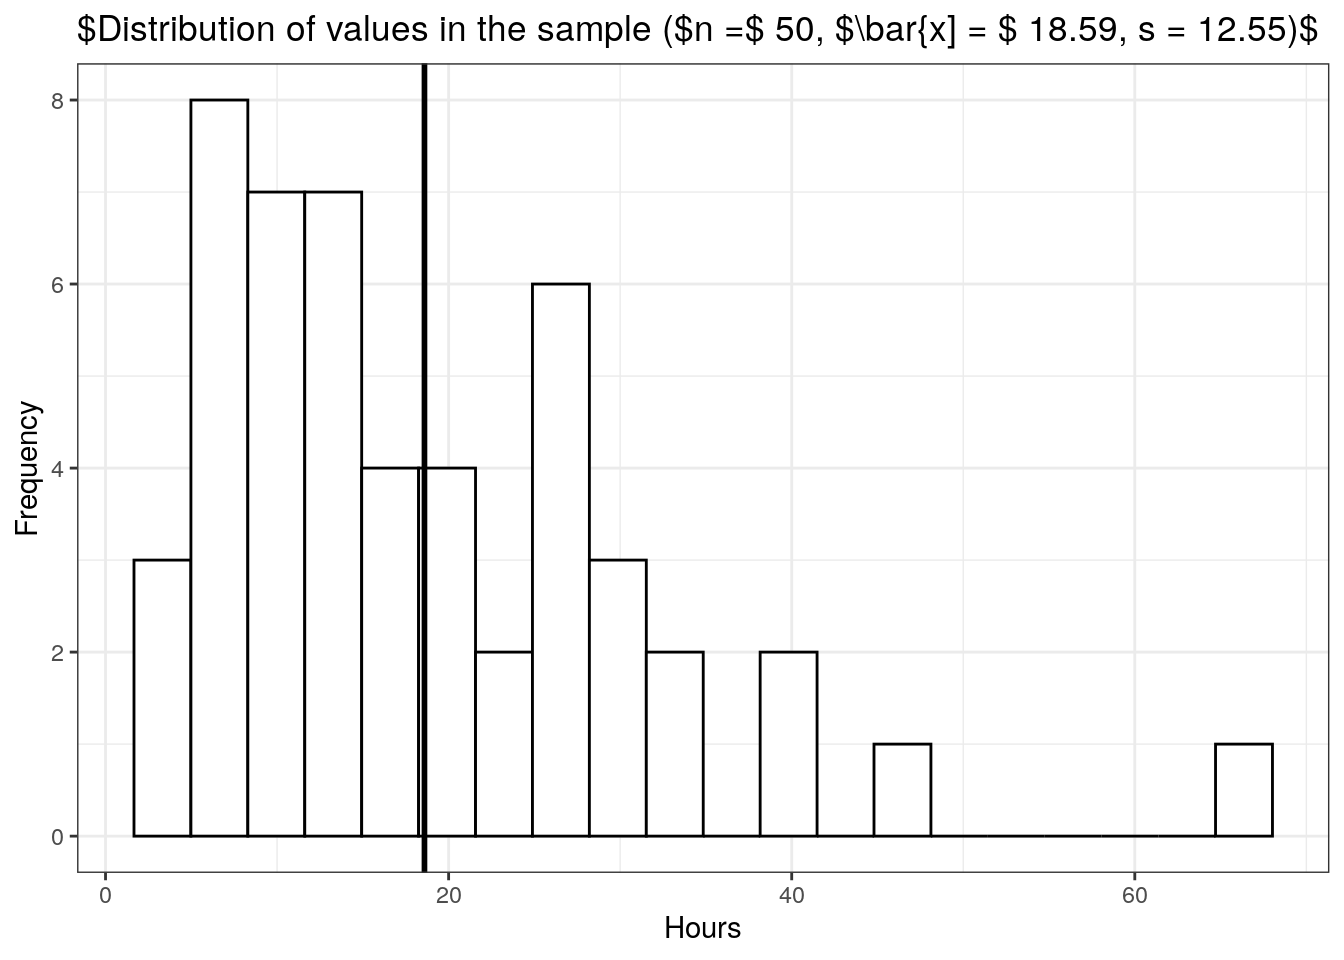 $Distribution of values in the sample ($n =$ 50, $\bar{x] = $ 18.59, s = 12.55)$
8
6
4
2
0
Frequency
0 20 40 60
Hours